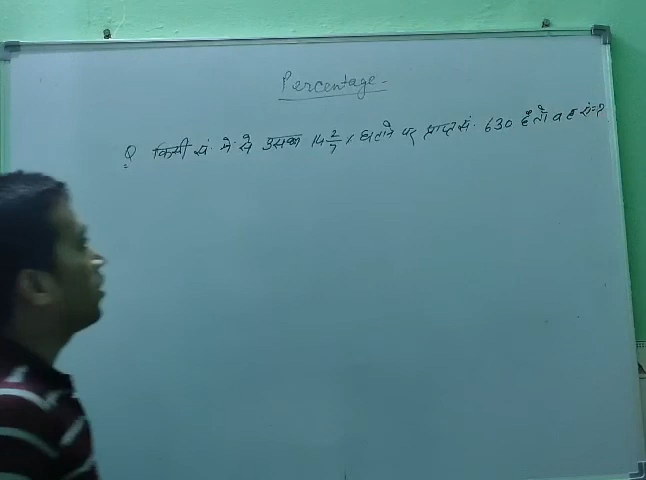 Percentage-
Q किसी सं. में से उसका 14 2/7 % घटाने पर प्राप्त सं. 630 है तो वह सं=?